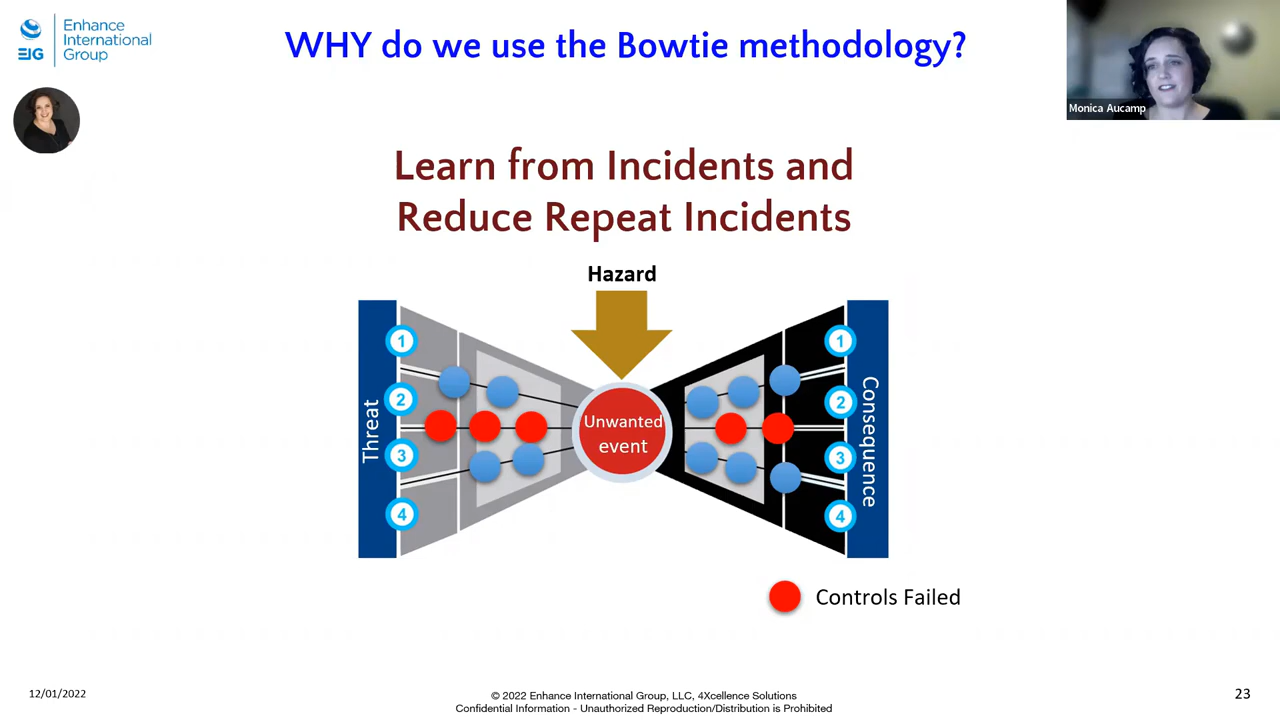 EIG
Enhance
International
Group
WHY do we use the Bowtie methodology?
Monica Aucamp
Learn from Incidents and
Reduce Repeat Incidents
Hazard
Threat
1
2
3
4
Unwanted
event
1
2
3
4
Consequence
Controls Failed
12/01/2022
© 2022 Enhance International Group, LLC, 4Xcellence Solutions
Confidential Information - Unauthorized Reproduction/Distribution is Prohibited
23